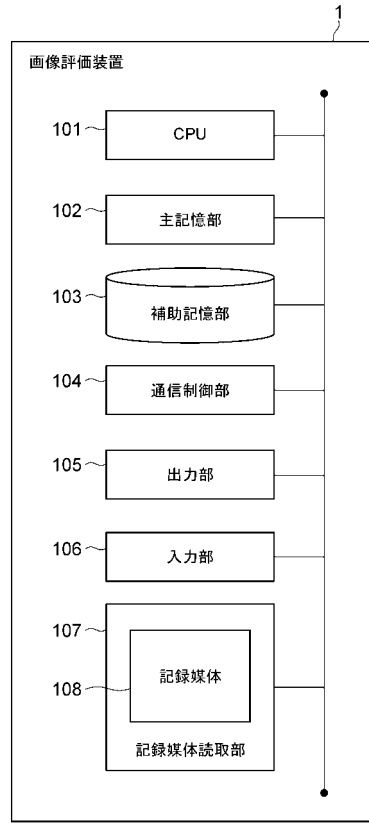 1
画像評価装置
101 CPU
102 主記憶部
103 補助記憶部
104 通信制御部
105 出力部
106 入力部
107
108 記録媒体
記録媒体読取部